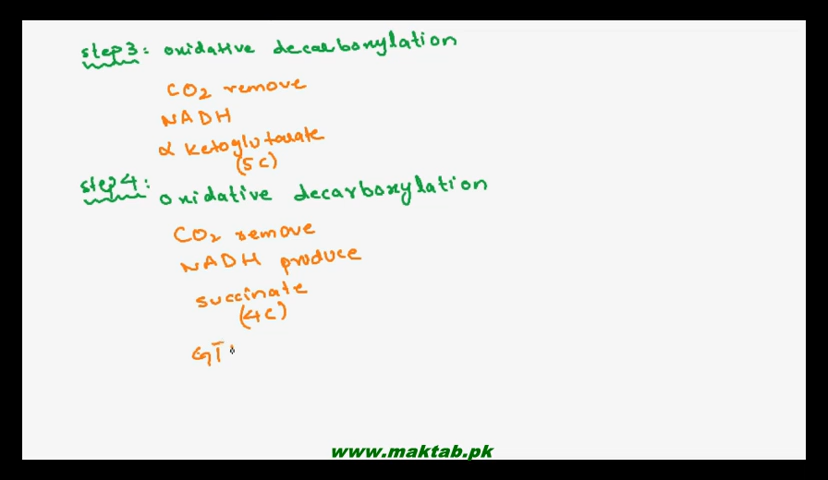 step3: oxidative decarboxylation
CO2 remove
NADH
α Ketoglutarate
(5C)
step4:
oxidative decarboxylation
CO2 remove
NADH produce
succinate
(4C)
GT
www.maktab.pk